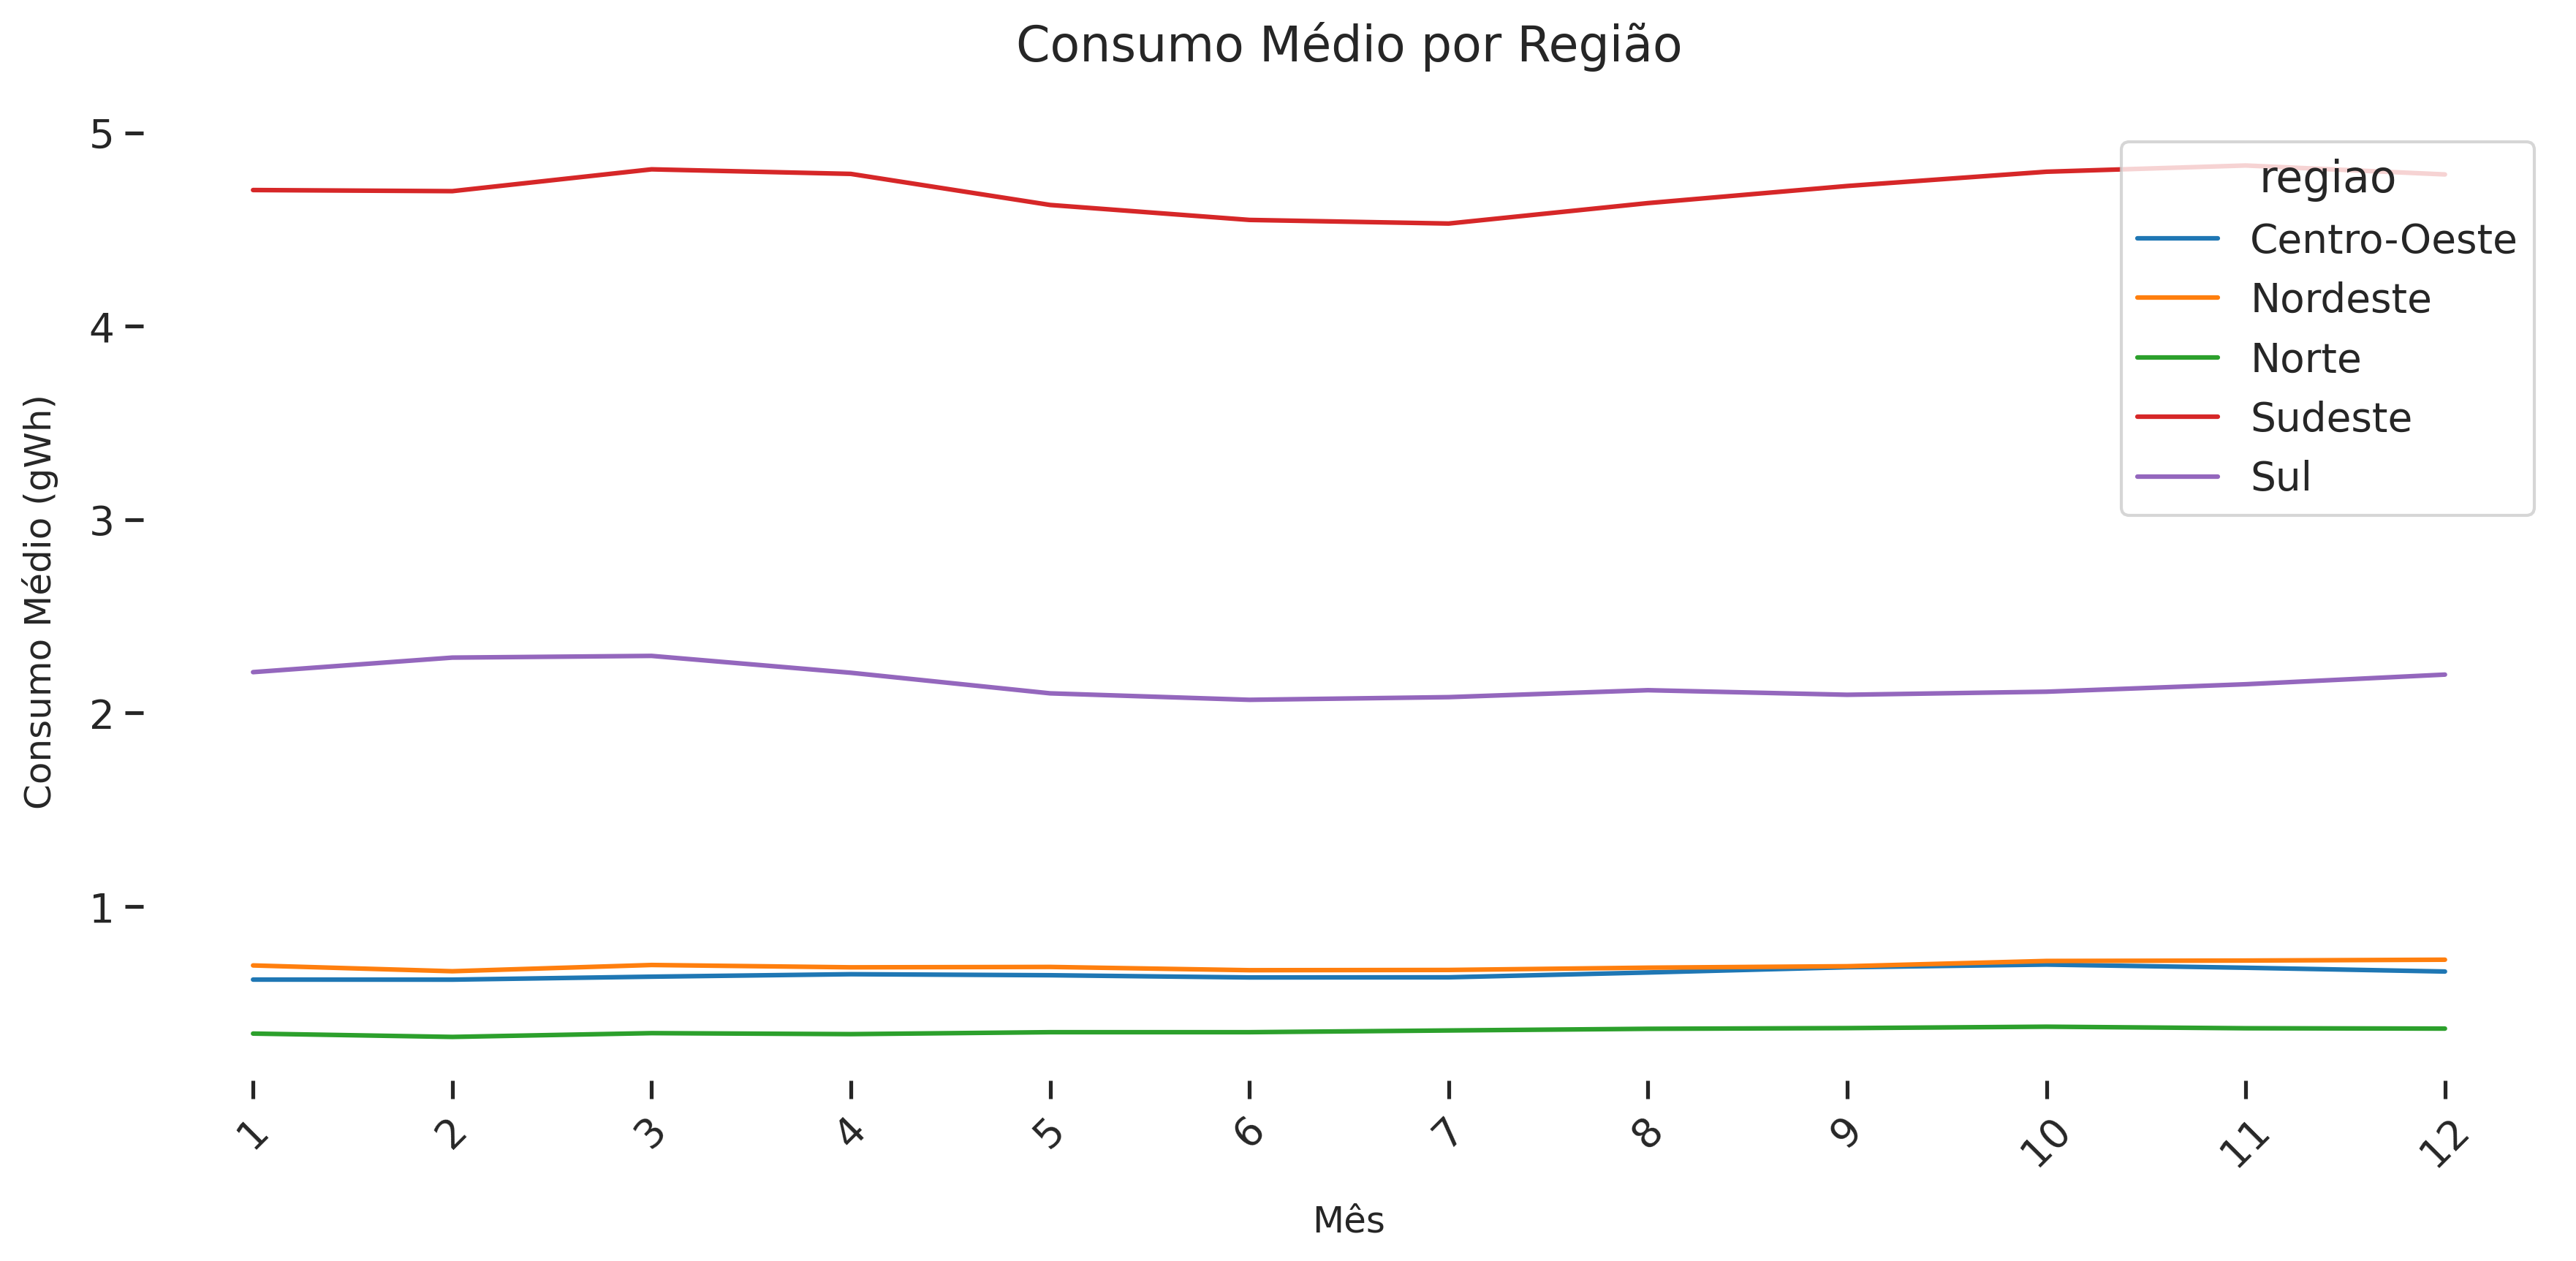 Consumo Médio por Região
Consumo Médio (gWh)
5
4
3
2
1
regiao
Centro-Oeste
Nordeste
Norte
Sudeste
Sul
1 2 3 4 5 6 7 8 9 10 11 12
Mês